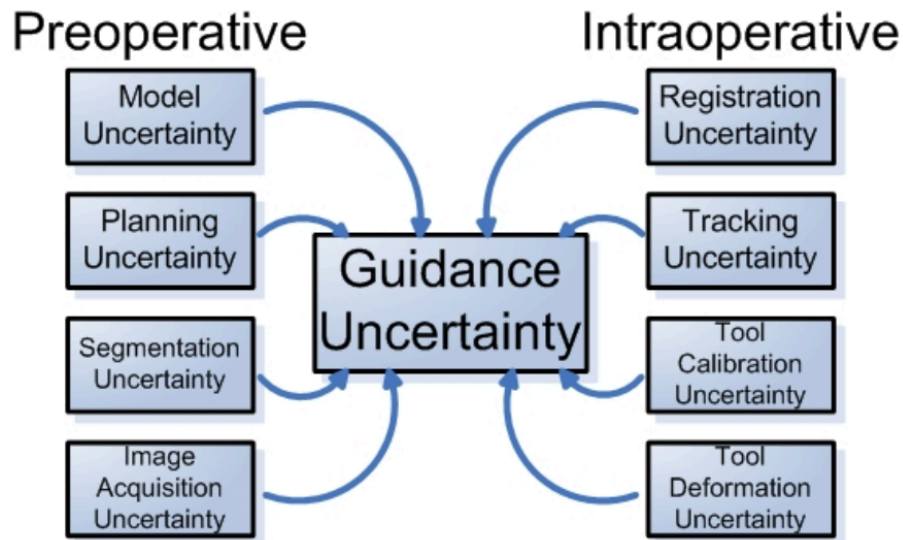 Preoperative
Intraoperative
Model
Uncertainty
Planning
Uncertainty
Segmentation
Uncertainty
Image
Acquisition
Uncertainty
Guidance
Uncertainty
Registration
Uncertainty
Tracking
Uncertainty
Tool
Calibration
Uncertainty
Tool
Deformation
Uncertainty